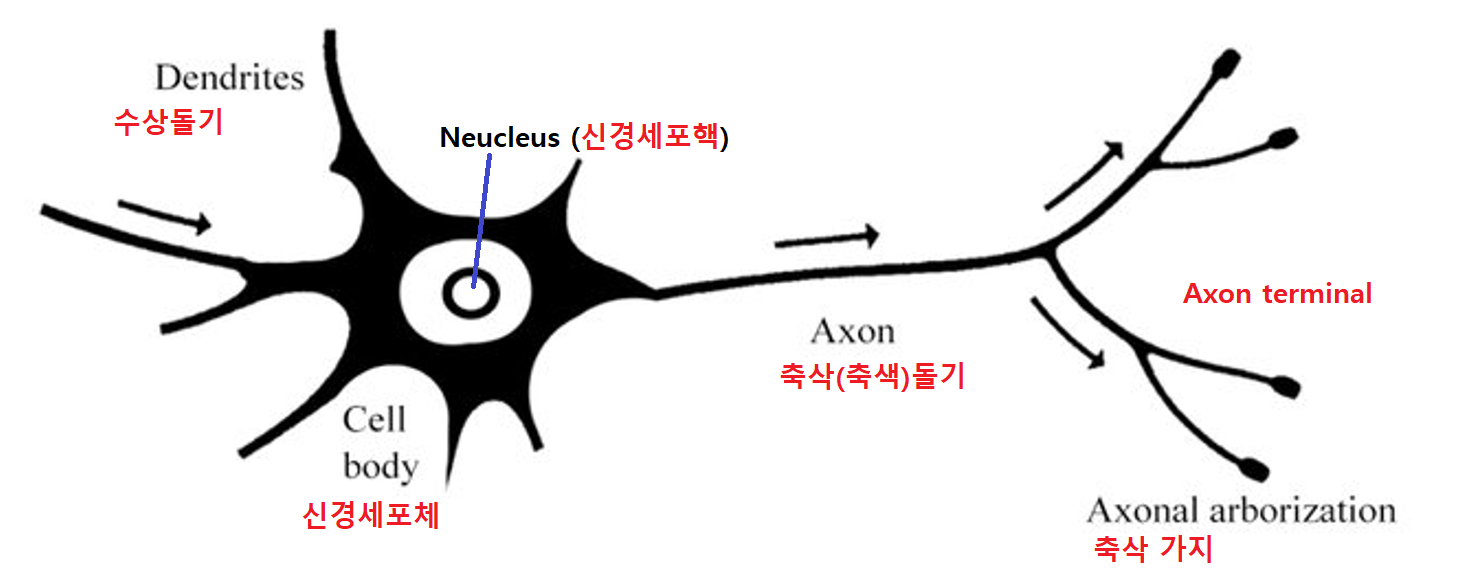 Dendrites
수상돌기
Neucleus (신경세포핵)
Axon terminal
Axon
축삭(축색)돌기
Cell
body
신경세포체
Axonal arborization
축삭 가지